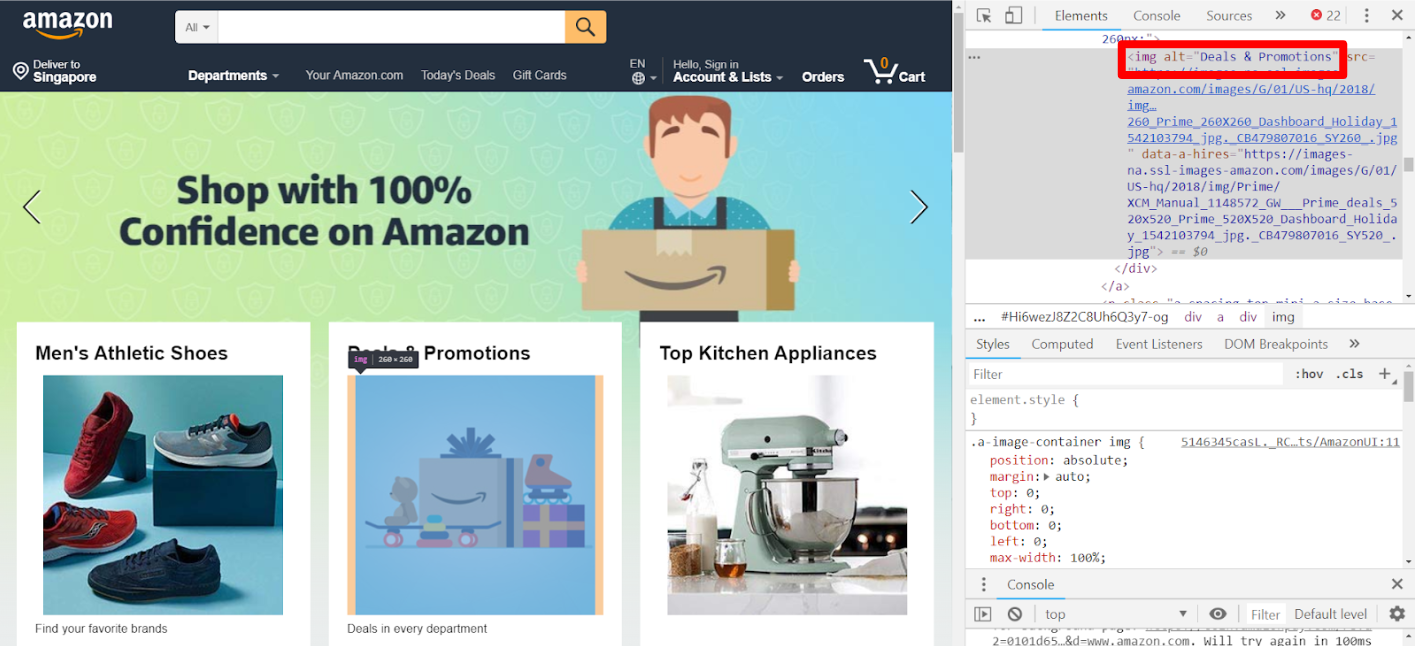 amazon
All
Deliver to
Singapore
Departments
Your Amazon.com
Today's Deals
Gift Cards
EN
Hello, Sign in
Account & Lists
Orders
0
Cart
Shop with 100%
Confidence on Amazon
Men's Athletic Shoes
Find your favorite brands
Deals & Promotions
img 260 × 260
Deals in every department
Top Kitchen Appliances
Elements Console Sources » 22
260px;">
<img alt="Deals & Promotions" src=
amazon.com/images/G/01/US-hq/2018/
img…
260_Prime_260X260_Dashboard_Holiday_1
542103794_jpg._CB479807016_SY260_.jpg
" data-a-hires="https://images-
na.ssl-images-amazon.com/images/G/01/
US-hq/2018/img/Prime/
XCM_Manual_1148572_GW___Prime_deals_5
20x520_Prime_520X520_Dashboard_Holida
y_1542103794_jpg._CB479807016_SY520_.
jpg"> == $0
</div>
</a>
... #Hi6wezJ8Z2C8Uh6Q3y7-og div a div img
Styles Computed Event Listeners DOM Breakpoints »
Filter :hov .cls +
element.style {
}
.a-image-container img { 5146345casL._RC…ts/AmazonUI:11
position: absolute;
margin: auto;
top: 0;
right: 0;
bottom: 0;
left: 0;
max-width: 100%;
Console
top Filter Default level
2=0101d65…&d=www.amazon.com. Will try again in 100ms